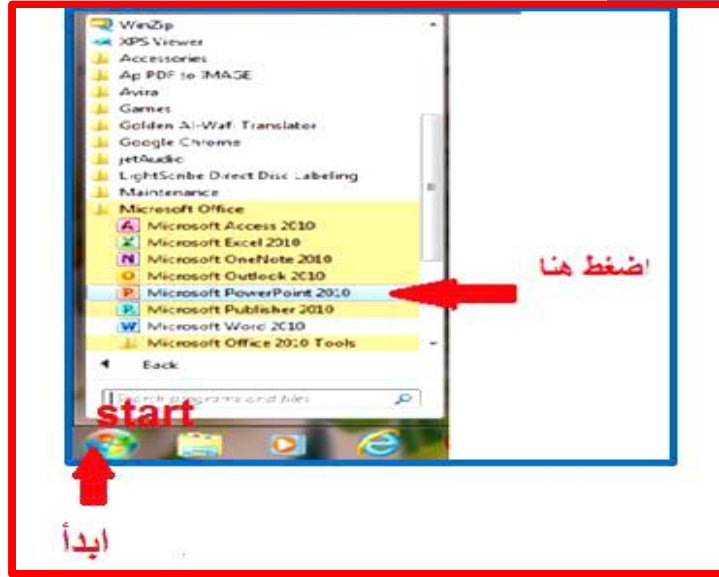 WinZip
XPS Viewer
Accessories
Ap PDF to IMAGE
Avira
Games
Golden Al-Wafi Translator
Google Chrome
jetAudio
LightScribe Direct Disc Labeling
Maintenance
Microsoft Office
Microsoft Access 2010
Microsoft Excel 2010
Microsoft OneNote 2010
Microsoft Outlook 2010
Microsoft PowerPoint 2010
اضغط هنا
Microsoft Publisher 2010
Microsoft Word 2010
Microsoft Office 2010 Tools
Back
Search programs and files
start
ابدأ